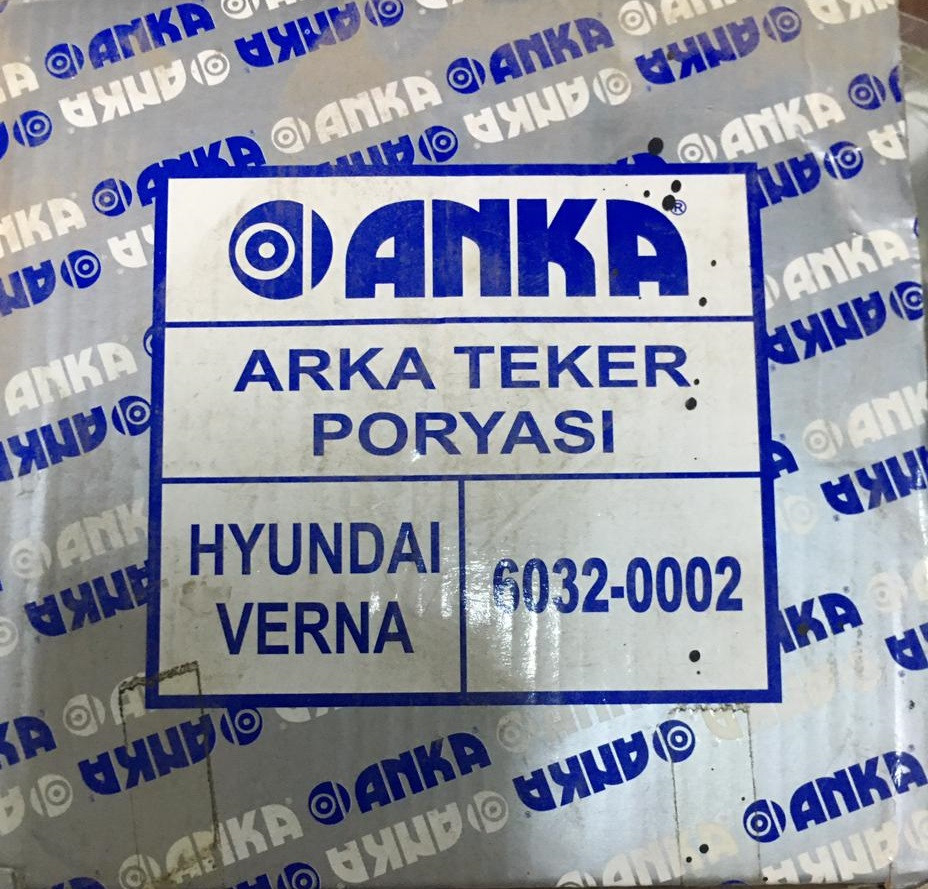 ANKA®
ARKA TEKER
PORYASI
HYUNDAI
VERNA
6032-0002